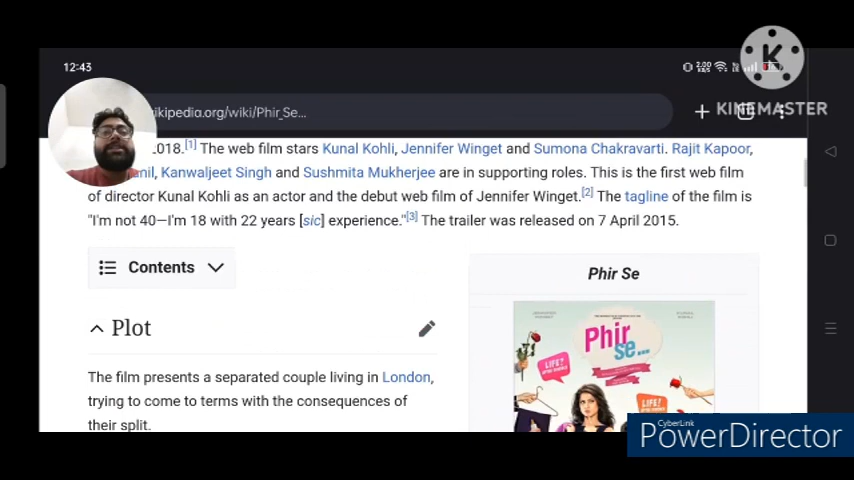 12:43
KINEMASTER
ikipedia.org/wiki/Phir_Se...
2018.[1] The web film stars Kunal Kohli, Jennifer Winget and Sumona Chakravarti. Rajit Kapoor,
Kanwaljeet Singh and Sushmita Mukherjee are in supporting roles. This is the first web film
of director Kunal Kohli as an actor and the debut web film of Jennifer Winget.[2] The tagline of the film is
"I'm not 40—I'm 18 with 22 years [sic] experience."[3] The trailer was released on 7 April 2015.
Contents
Phir Se
Plot
Phir
se...
LIFE?
LIFE!
The film presents a separated couple living in London,
trying to come to terms with the consequences of
their split.
CyberLink
PowerDirector